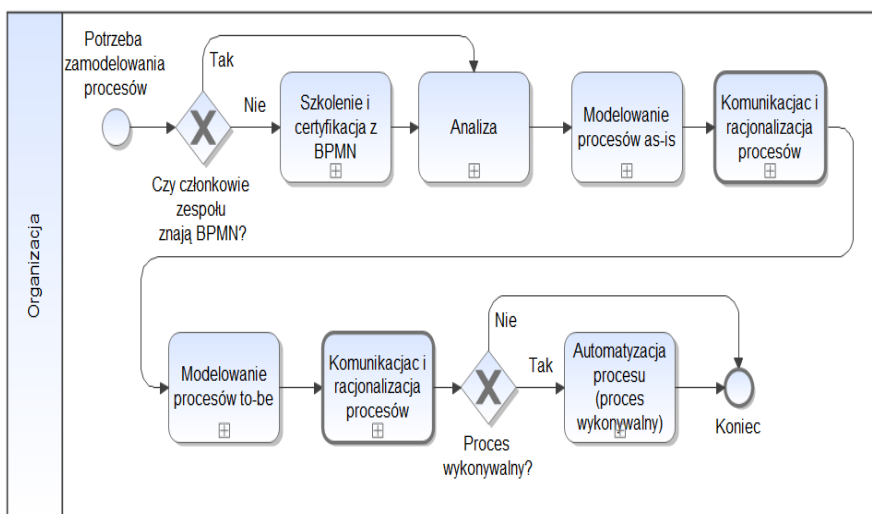 Organizacja
Potrzeba
zamodelowania
procesów
Tak
Nie
Czy członkowie
zespołu
znają BPMN?
Szkolenie i
certyfikacja z
BPMN
Analiza
Modelowanie
procesów as-is
Komunikacjac i
racjonalizacja
procesów
Modelowanie
procesów to-be
Komunikacjac i
racjonalizacja
procesów
Nie
Tak
Proces
wykonywalny?
Automatyzacja
procesu
(proces
wykonywalny)
Koniec